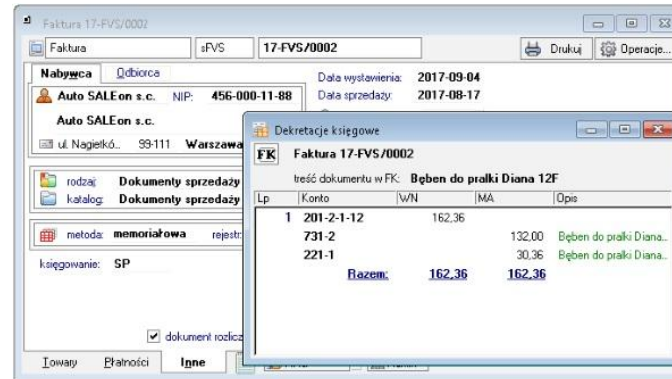 Faktura 17-FVS/0002
Faktura sFVS 17-FVS/0002 Drukuj Operacje...
Nabywca Odbiorca
Data wystawienia: 2017-09-04
Auto SALEon s.c. NIP: 456-000-11-88 Data sprzedaży: 2017-08-17
Auto SALEon s.c.
ul. Nagietkó.. 99-111 Warszawa
rodzaj: Dokumenty sprzedaży
katalog: Dokumenty sprzedaży
metoda: memoriałowa rejestr:
księgowanie: SP
dokument rozlicz
Towary Płatności Inne
Dekretacje księgowe
FK Faktura 17-FVS/0002
treść dokumentu w FK: Bęben do pralki Diana 12F
Lp Konto WN MA Opis
1 201-2-1-12 162,36
731-2 132,00 Bęben do pralki Diana..
221-1 30,36 Bęben do pralki Diana..
Razem: 162,36 162,36